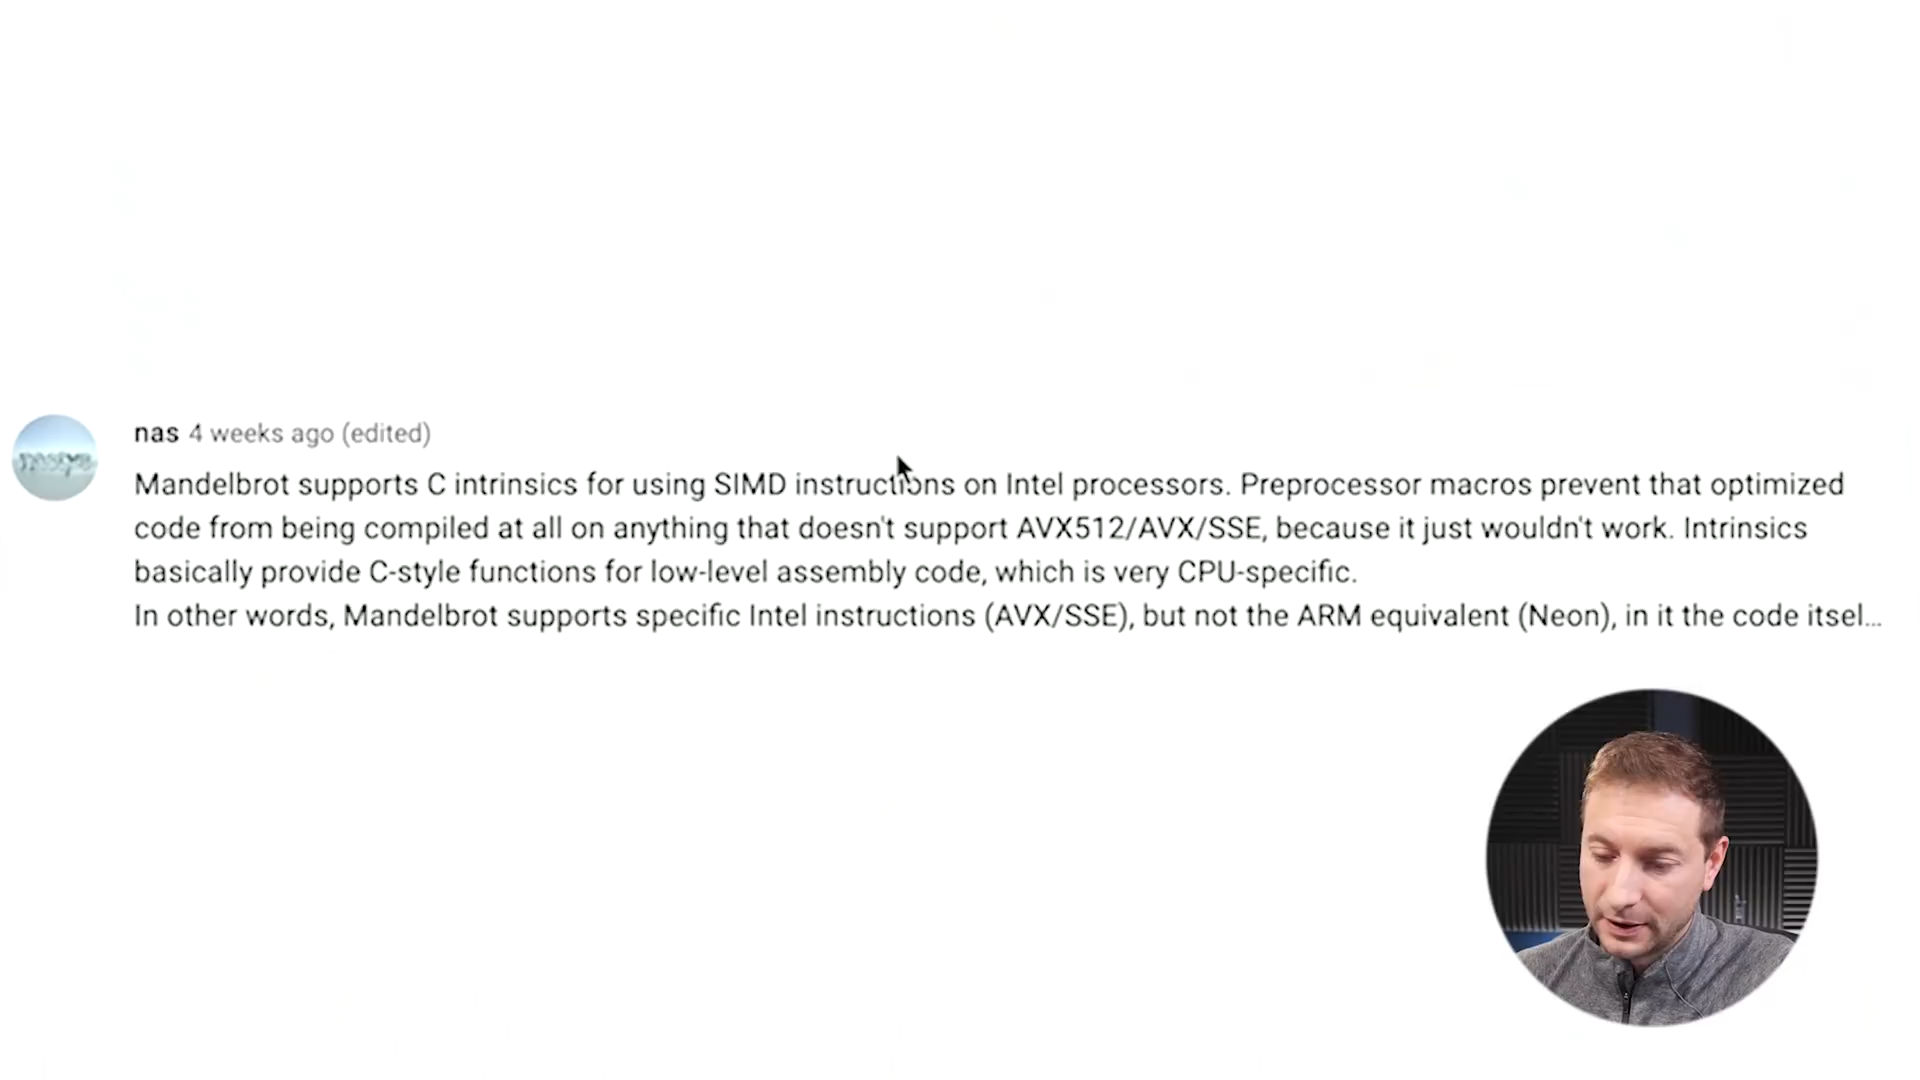 nas 4 weeks ago (edited)
Mandelbrot supports C intrinsics for using SIMD instructions on Intel processors. Preprocessor macros prevent that optimized
code from being compiled at all on anything that doesn't support AVX512/AVX/SSE, because it just wouldn't work. Intrinsics
basically provide C-style functions for low-level assembly code, which is very CPU-specific.
In other words, Mandelbrot supports specific Intel instructions (AVX/SSE), but not the ARM equivalent (Neon), in it the code itsel...